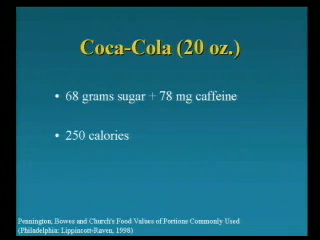 Coca-Cola (20 oz.)
• 68 grams sugar + 78 mg caffeine
• 250 calories
Pennington, Bowes and Church's Food Values of Portions Commonly Used
(Philadelphia: Lippincott-Raven, 1998)